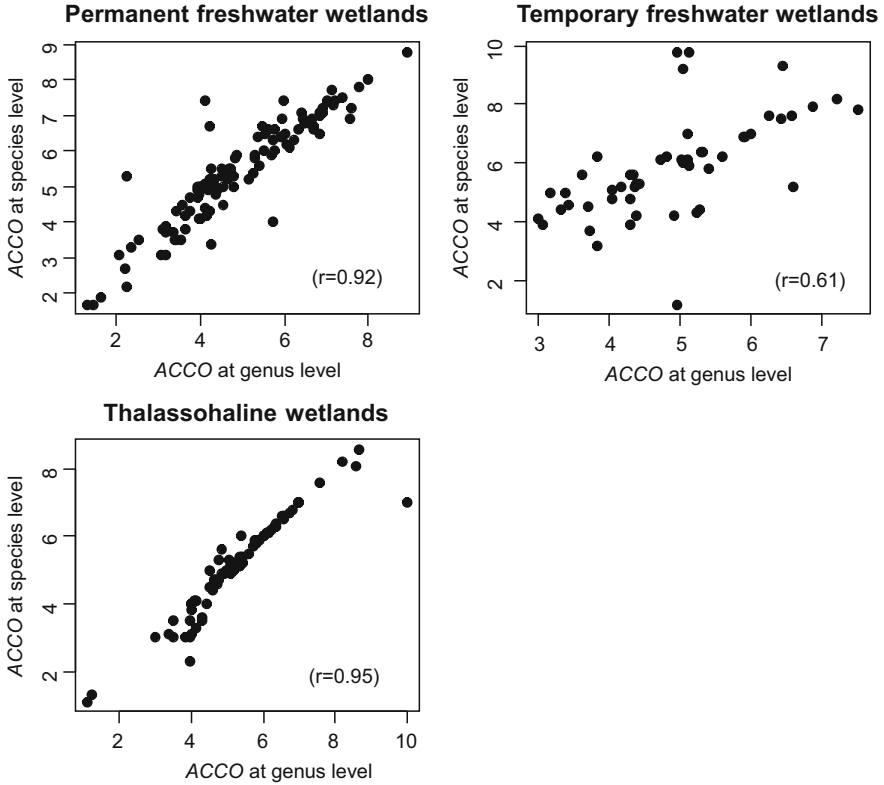 Permanent freshwater wetlands
ACCO at species level
9
8
7
6
5
4
3
2
(r=0.92)
2
4
6
8
ACCO at genus level
Temporary freshwater wetlands
ACCO at species level
10
8
6
4
2
(r=0.61)
3
4
5
6
7
ACCO at genus level
Thalassohaline wetlands
ACCO at species level
8
6
4
2
(r=0.95)
2
4
6
8
10
ACCO at genus level